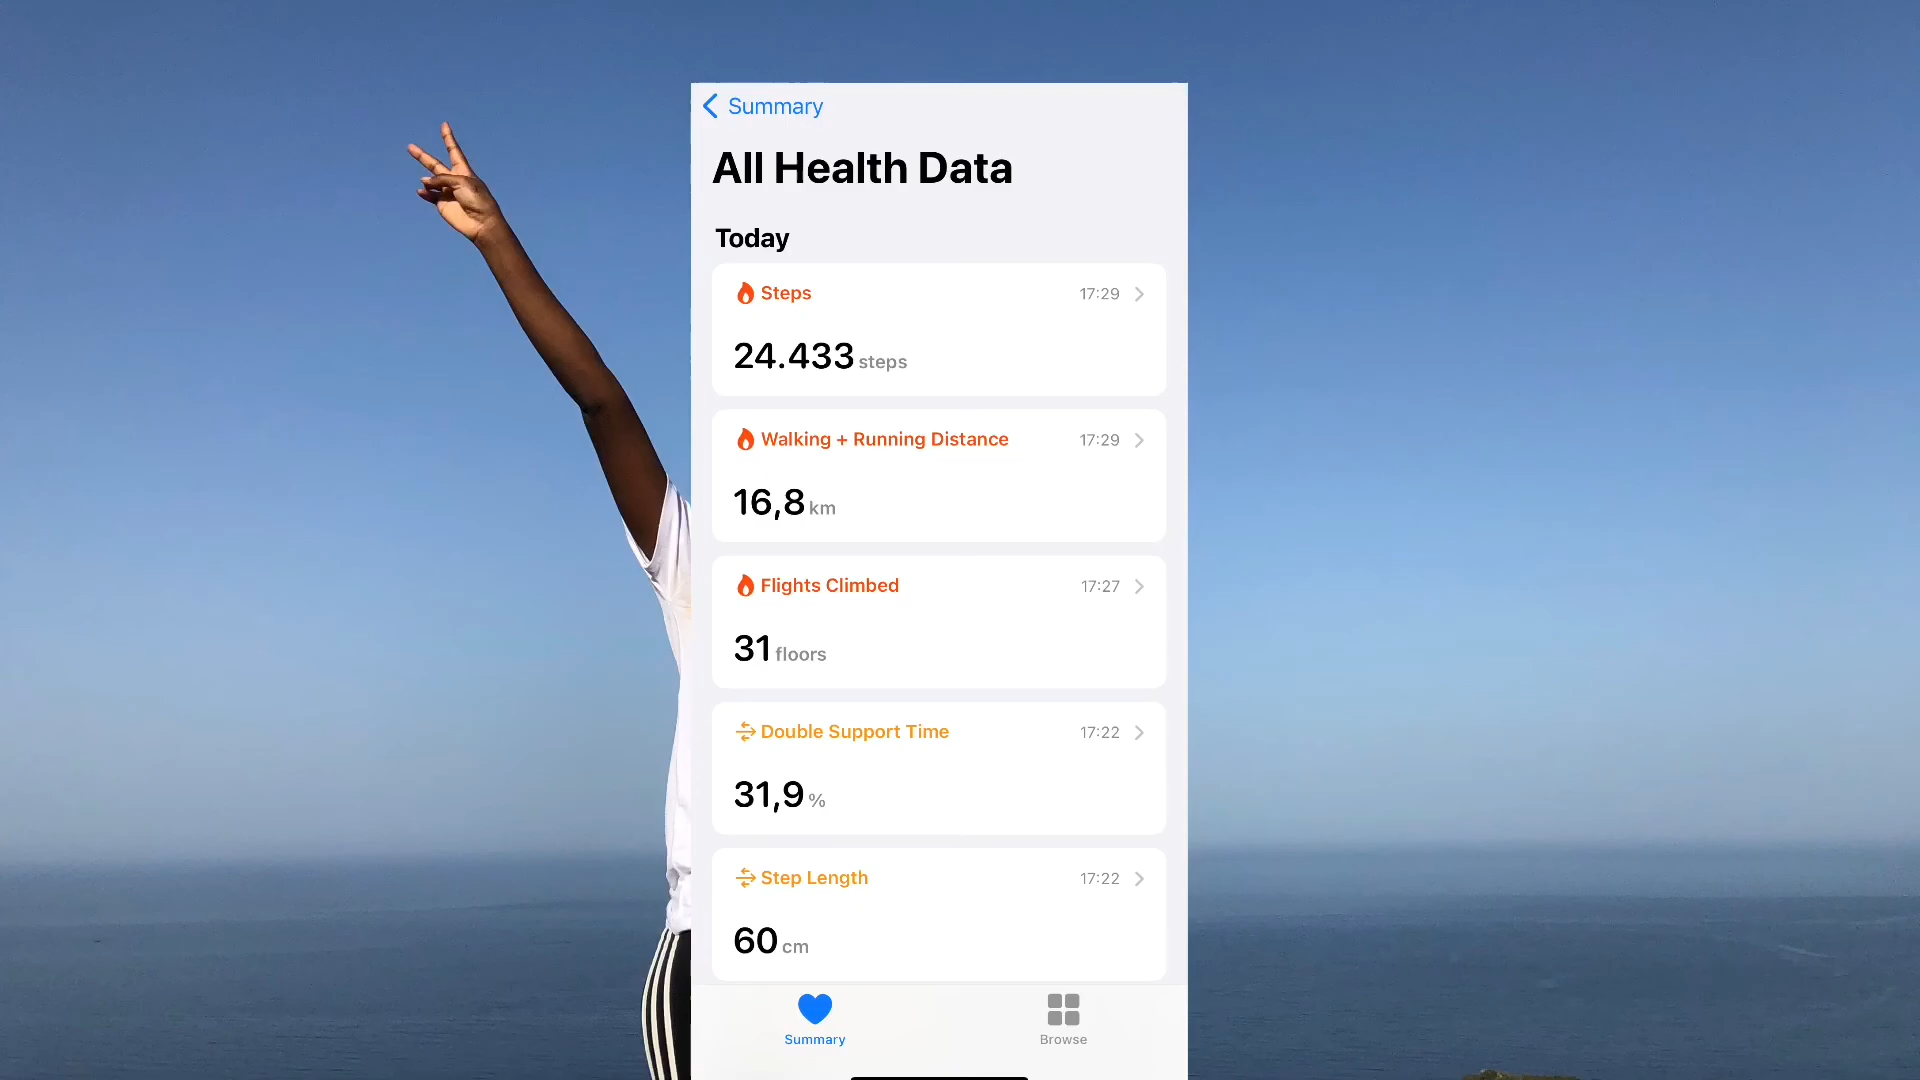 Summary
All Health Data
Today
Steps 17:29
24.433 steps
Walking + Running Distance 17:29
16,8 km
Flights Climbed 17:27
31 floors
Double Support Time 17:22
31,9 %
Step Length 17:22
60 cm
Summary Browse